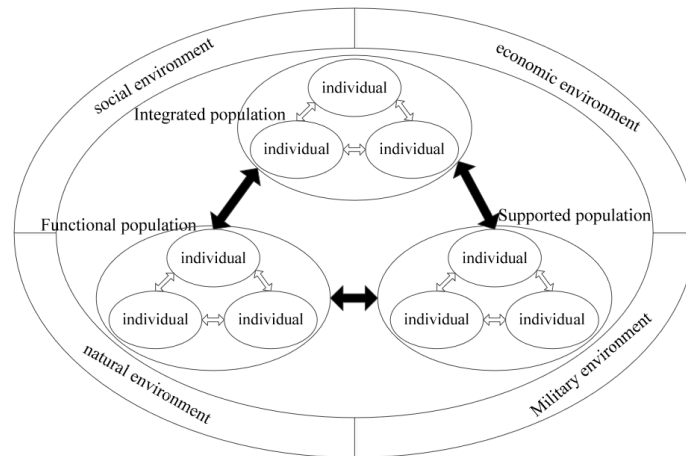 social environment
economic environment
individual
Integrated population
individual
individual
Functional population
Supported population
individual
individual
individual
individual
individual
individual
natural environment
Military environment